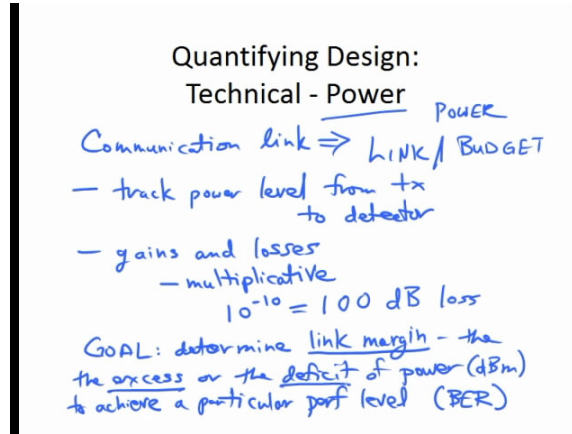 Quantifying Design:
Technical - Power
POWER
Communication link ⇒ LINK / BUDGET
- track power level from tx
to detector
- gains and losses
- multiplicative
10^-10 = 100 dB loss
GOAL: determine link margin - the
the excess or the deficit of power (dBm)
to achieve a particular perf level (BER)